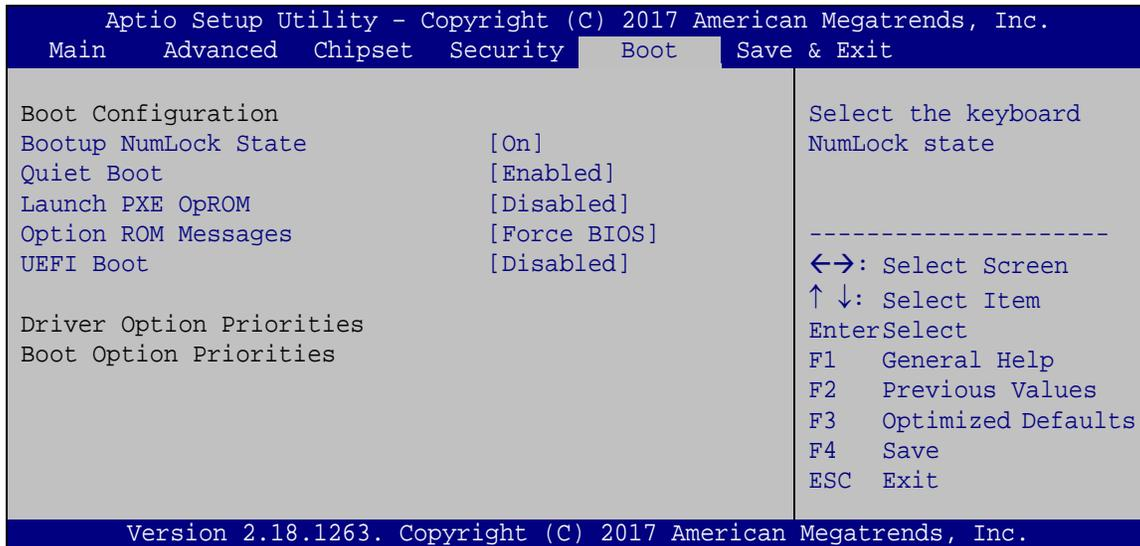 Aptio Setup Utility – Copyright (C) 2017 American Megatrends, Inc.
Main Advanced Chipset Security Boot Save & Exit
Boot Configuration
Bootup NumLock State [On]
Quiet Boot [Enabled]
Launch PXE OpROM [Disabled]
Option ROM Messages [Force BIOS]
UEFI Boot [Disabled]
Driver Option Priorities
Boot Option Priorities
Select the keyboard
NumLock state
---------------------
←→: Select Screen
↑ ↓: Select Item
EnterSelect
F1 General Help
F2 Previous Values
F3 Optimized Defaults
F4 Save
ESC Exit
Version 2.18.1263. Copyright (C) 2017 American Megatrends, Inc.